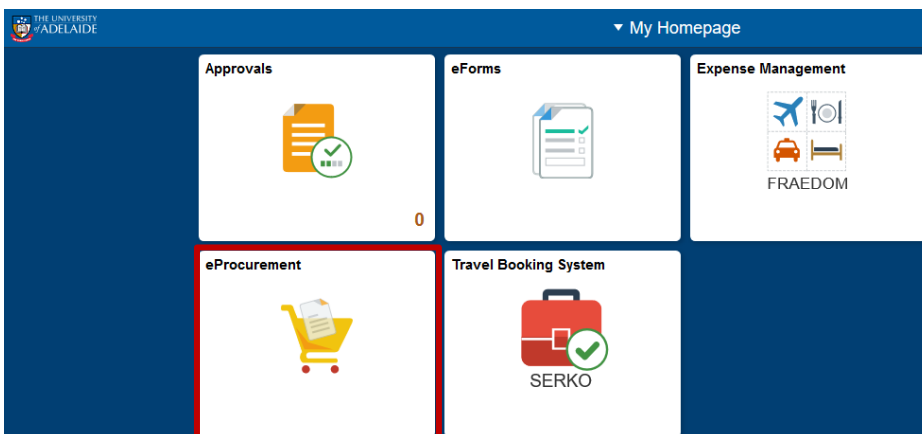 THE UNIVERSITY
of ADELAIDE
▼ My Homepage
Approvals
eForms
Expense Management
FRAEDOM
0
eProcurement
Travel Booking System
SERKO